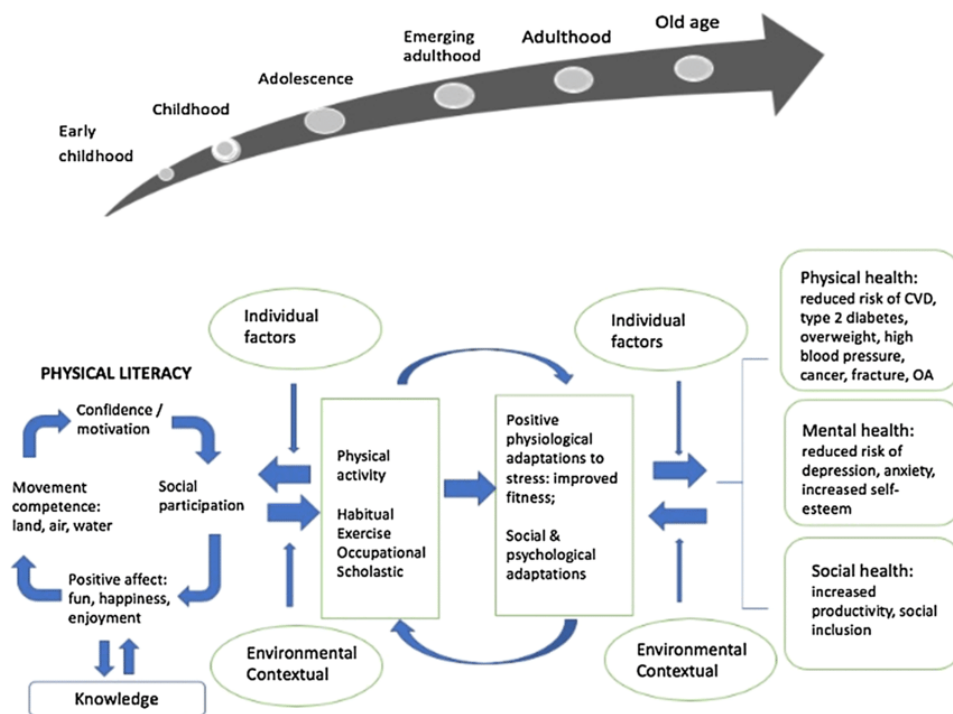 Early
childhood
Childhood
Adolescence
Emerging
adulthood
Adulthood
Old age
PHYSICAL LITERACY
Confidence /
motivation
Movement
competence:
land, air, water
Social
participation
Positive affect:
fun, happiness,
enjoyment
Knowledge
Individual
factors
Physical
activity
Habitual
Exercise
Occupational
Scholastic
Environmental
Contextual
Positive
physiological
adaptations to
stress: improved
fitness;
Social &
psychological
adaptations
Individual
factors
Environmental
Contextual
Physical health:
reduced risk of CVD,
type 2 diabetes,
overweight, high
blood pressure,
cancer, fracture, OA
Mental health:
reduced risk of
depression, anxiety,
increased self-
esteem
Social health:
increased
productivity, social
inclusion